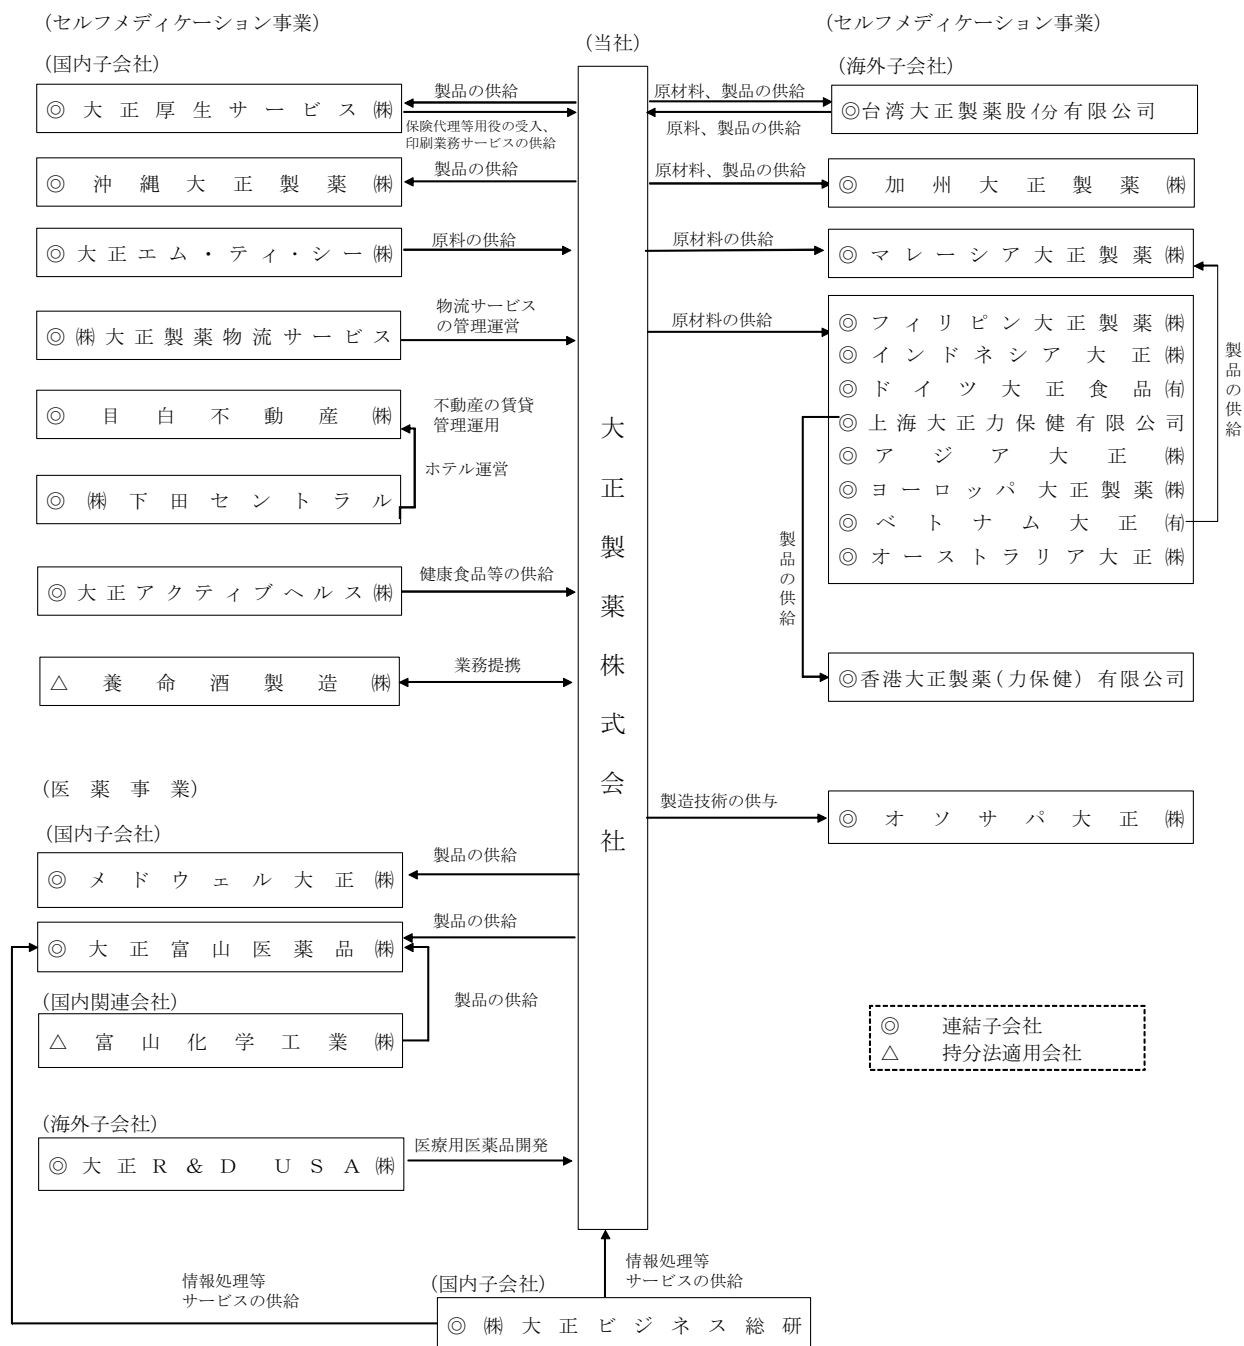 (セルフメディケーション事業)
(国内子会社)
◎ 大正厚生サービス㈱
製品の供給
保険代理等用役の受入、
印刷業務サービスの供給
◎ 沖縄大正製薬㈱
製品の供給
◎ 大正エム・ティ・シー㈱
原料の供給
◎ ㈱大正製薬物流サービス
物流サービス
の管理運営
◎ 目白不動産㈱
不動産の賃貸
管理運用
ホテル運営
◎ ㈱下田セントラル
◎ 大正アクティブヘルス㈱
健康食品等の供給
△ 養命酒製造㈱
業務提携
(医薬事業)
(国内子会社)
◎ メドウェル大正㈱
製品の供給
◎ 大正富山医薬品㈱
製品の供給
(国内関連会社)
製品の供給
△ 富山化学工業㈱
(海外子会社)
◎ 大正R&D USA㈱
医療用医薬品開発
情報処理等
サービスの供給
(国内子会社)
◎ ㈱大正ビジネス総研
情報処理等
サービスの供給
(当社)
大正製薬株式会社
(セルフメディケーション事業)
(海外子会社)
原材料、製品の供給
原料、製品の供給
◎台湾大正製薬股份有限公司
原材料、製品の供給
◎ 加州大正製薬㈱
原材料の供給
◎ マレーシア大正製薬㈱
原材料の供給
◎ フィリピン大正製薬㈱
◎ インドネシア大正㈱
◎ ドイツ大正食品㈲
◎ 上海大正力保健有限公司
◎ アジア大正㈱
◎ ヨーロッパ大正製薬㈱
◎ ベトナム大正㈲
◎ オーストラリア大正㈱
製品の供給
製品の供給
◎香港大正製薬(力保健)有限公司
製造技術の供与
◎ オソサパ大正㈱
◎ 連結子会社
△ 持分法適用会社